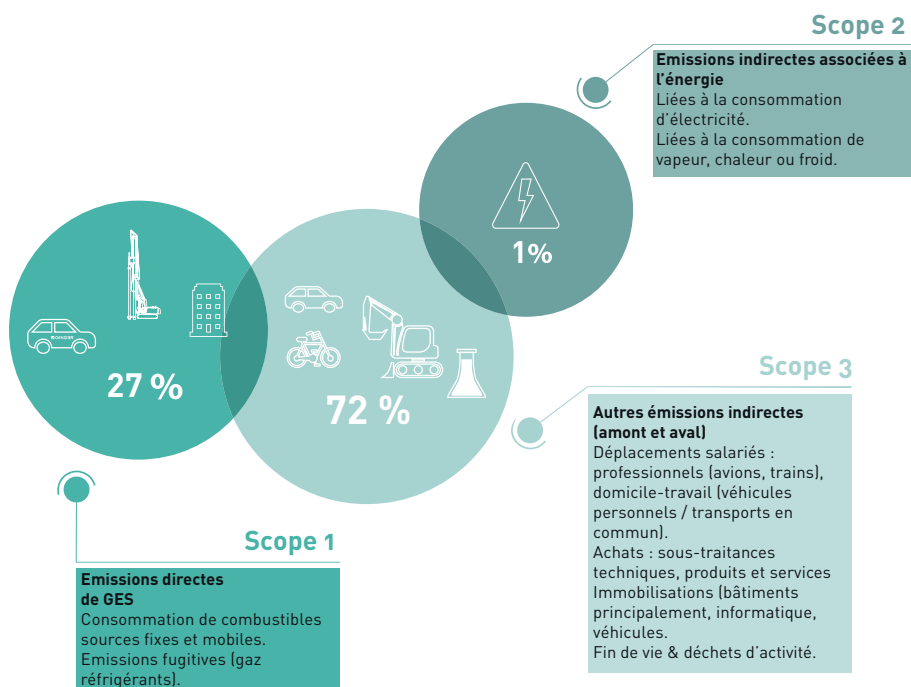 Scope 2
Emissions indirectes associées à
l'énergie
Liées à la consommation
d'électricité.
Liées à la consommation de
vapeur, chaleur ou froid.
1%
27 %
72 %
Scope 3
Autres émissions indirectes
(amont et aval)
Déplacements salariés :
professionnels (avions, trains),
domicile-travail (véhicules
personnels / transports en
commun).
Achats : sous-traitances
techniques, produits et services
Immobilisations (bâtiments
principalement, informatique,
véhicules.
Fin de vie & déchets d'activité.
Scope 1
Emissions directes
de GES
Consommation de combustibles
sources fixes et mobiles.
Emissions fugitives (gaz
réfrigérants).